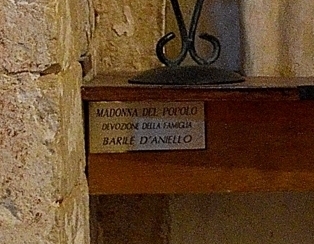 MADONNA DEL POPOLO
DEVOZIONE DELLA FAMIGLIA
BARILE D'ANIELLO